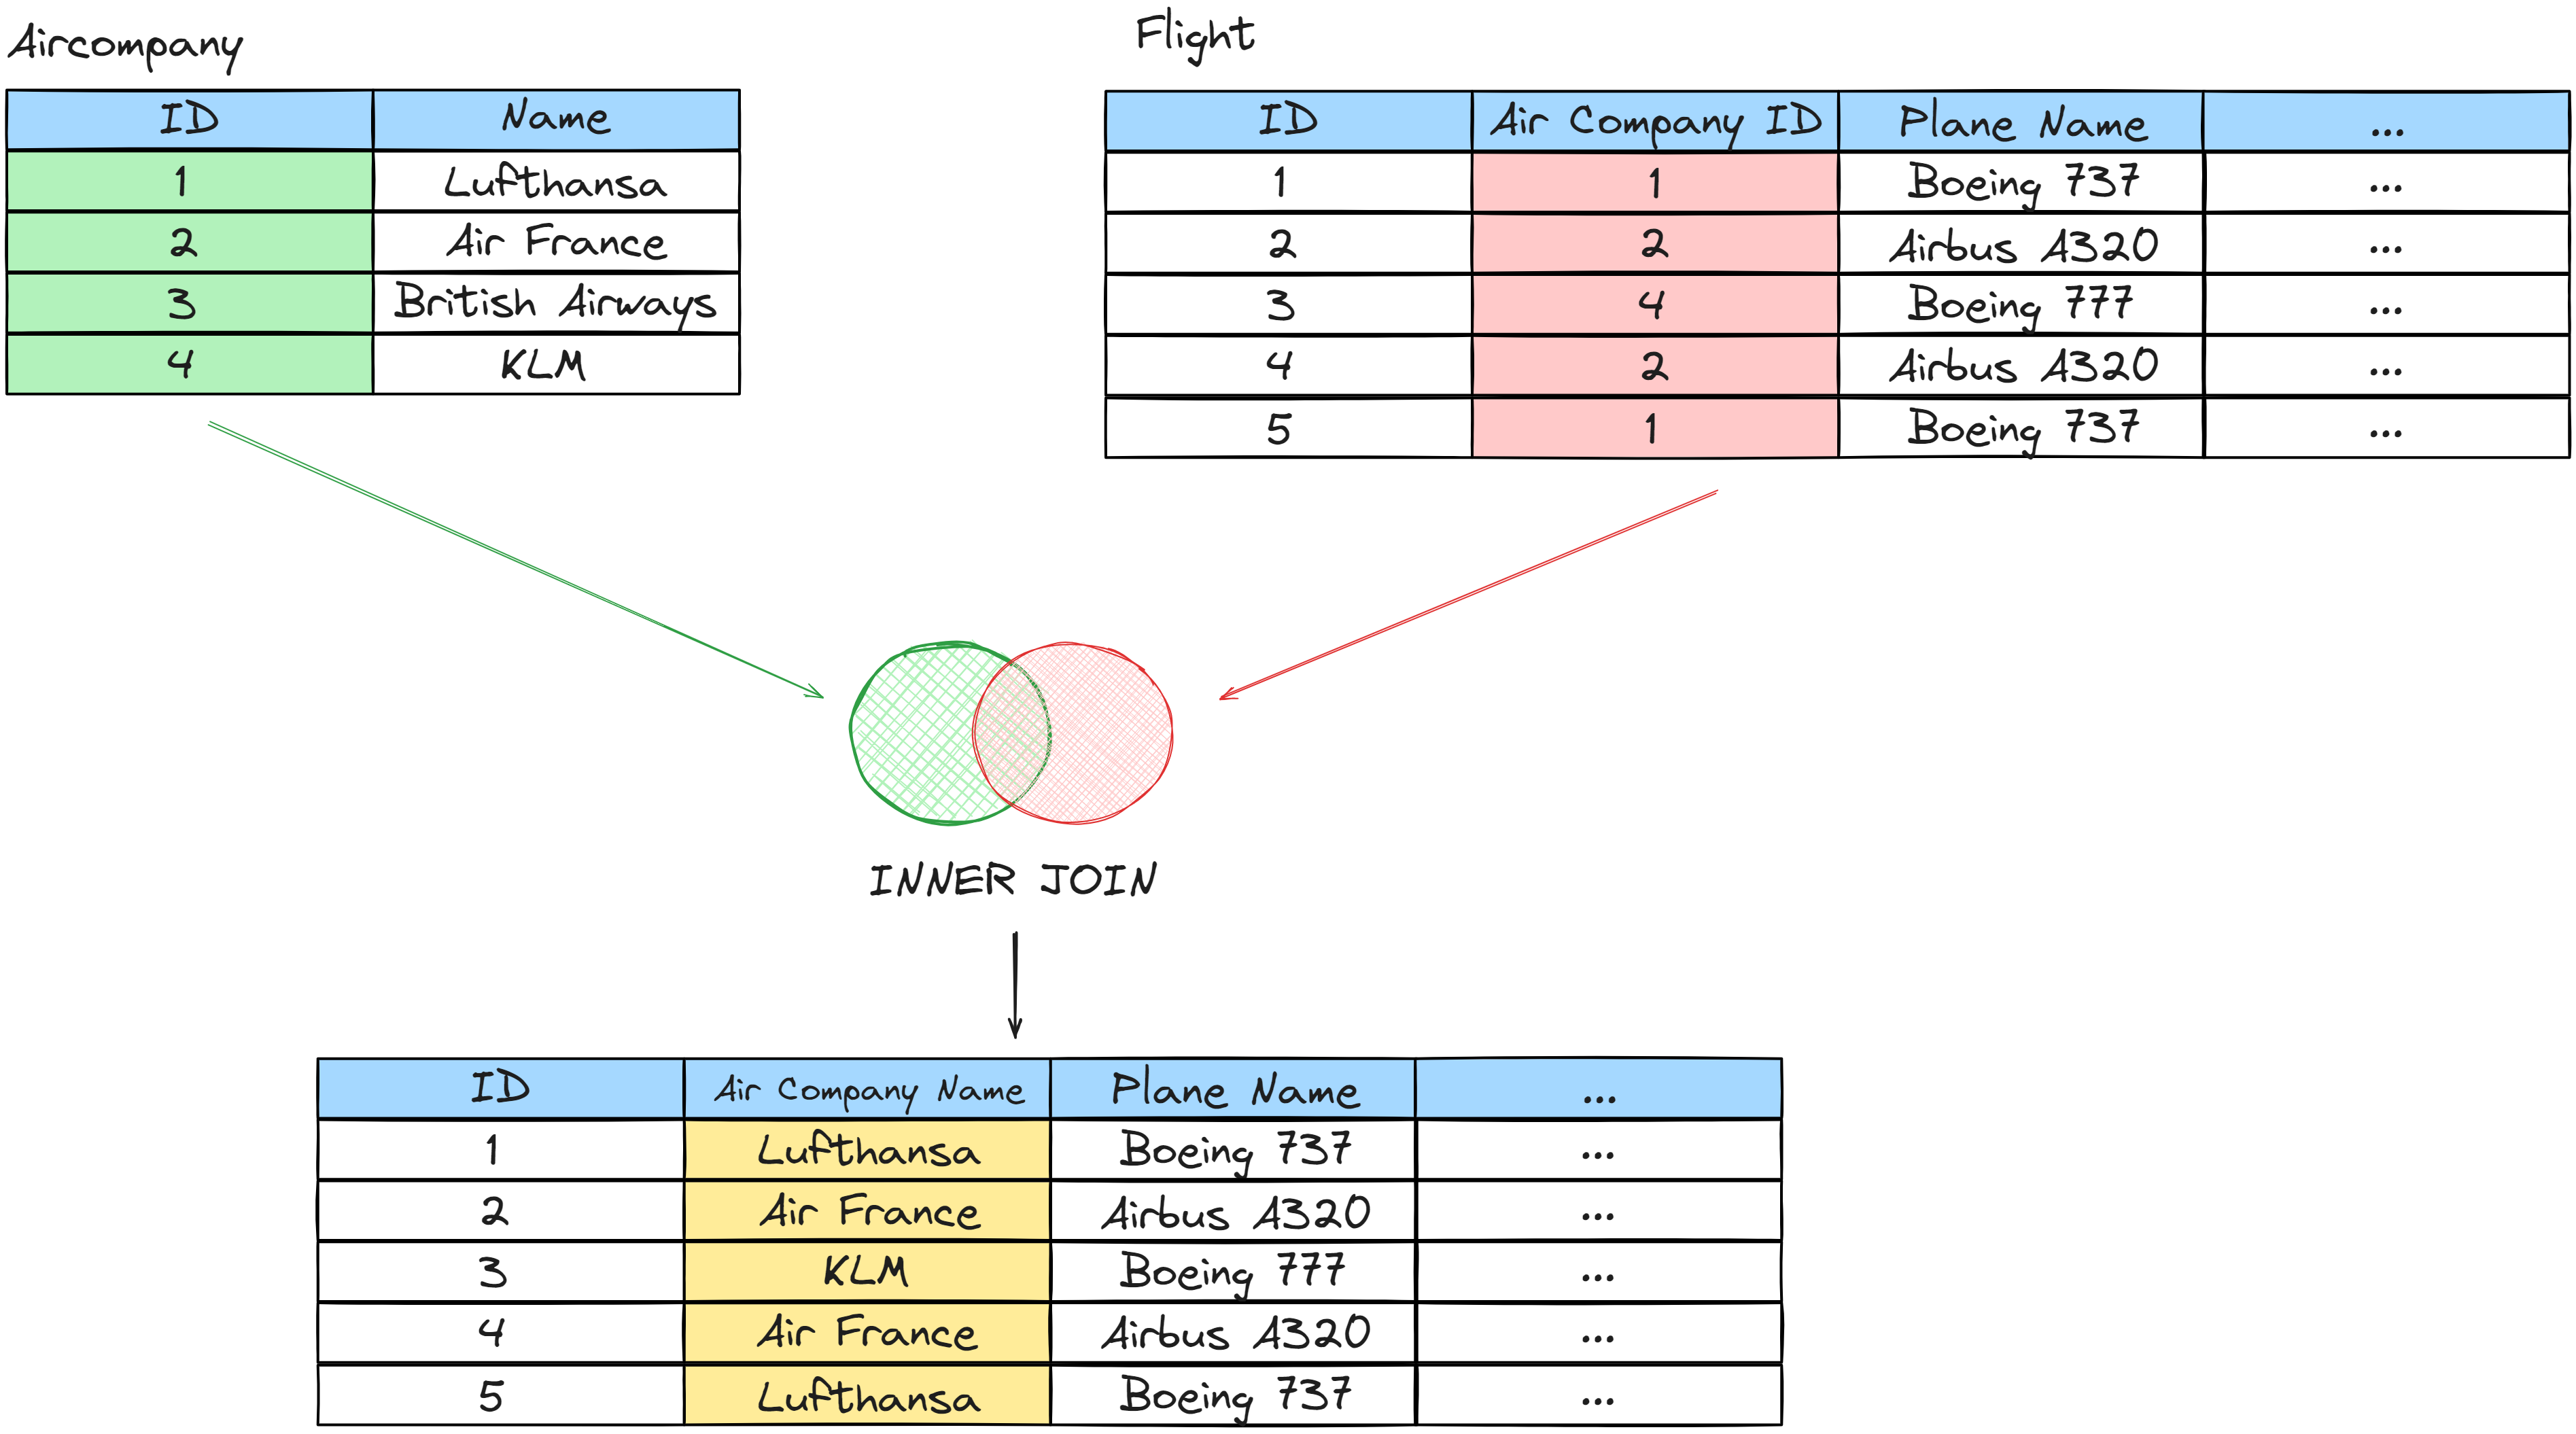 Aircompany
ID Name
1 Lufthansa
2 Air France
3 British Airways
4 KLM
Flight
ID Air Company ID Plane Name ...
1 1 Boeing 737 ...
2 2 Airbus A320 ...
3 4 Boeing 777 ...
4 2 Airbus A320 ...
5 1 Boeing 737 ...
INNER JOIN
ID Air Company Name Plane Name ...
1 Lufthansa Boeing 737 ...
2 Air France Airbus A320 ...
3 KLM Boeing 777 ...
4 Air France Airbus A320 ...
5 Lufthansa Boeing 737 ...